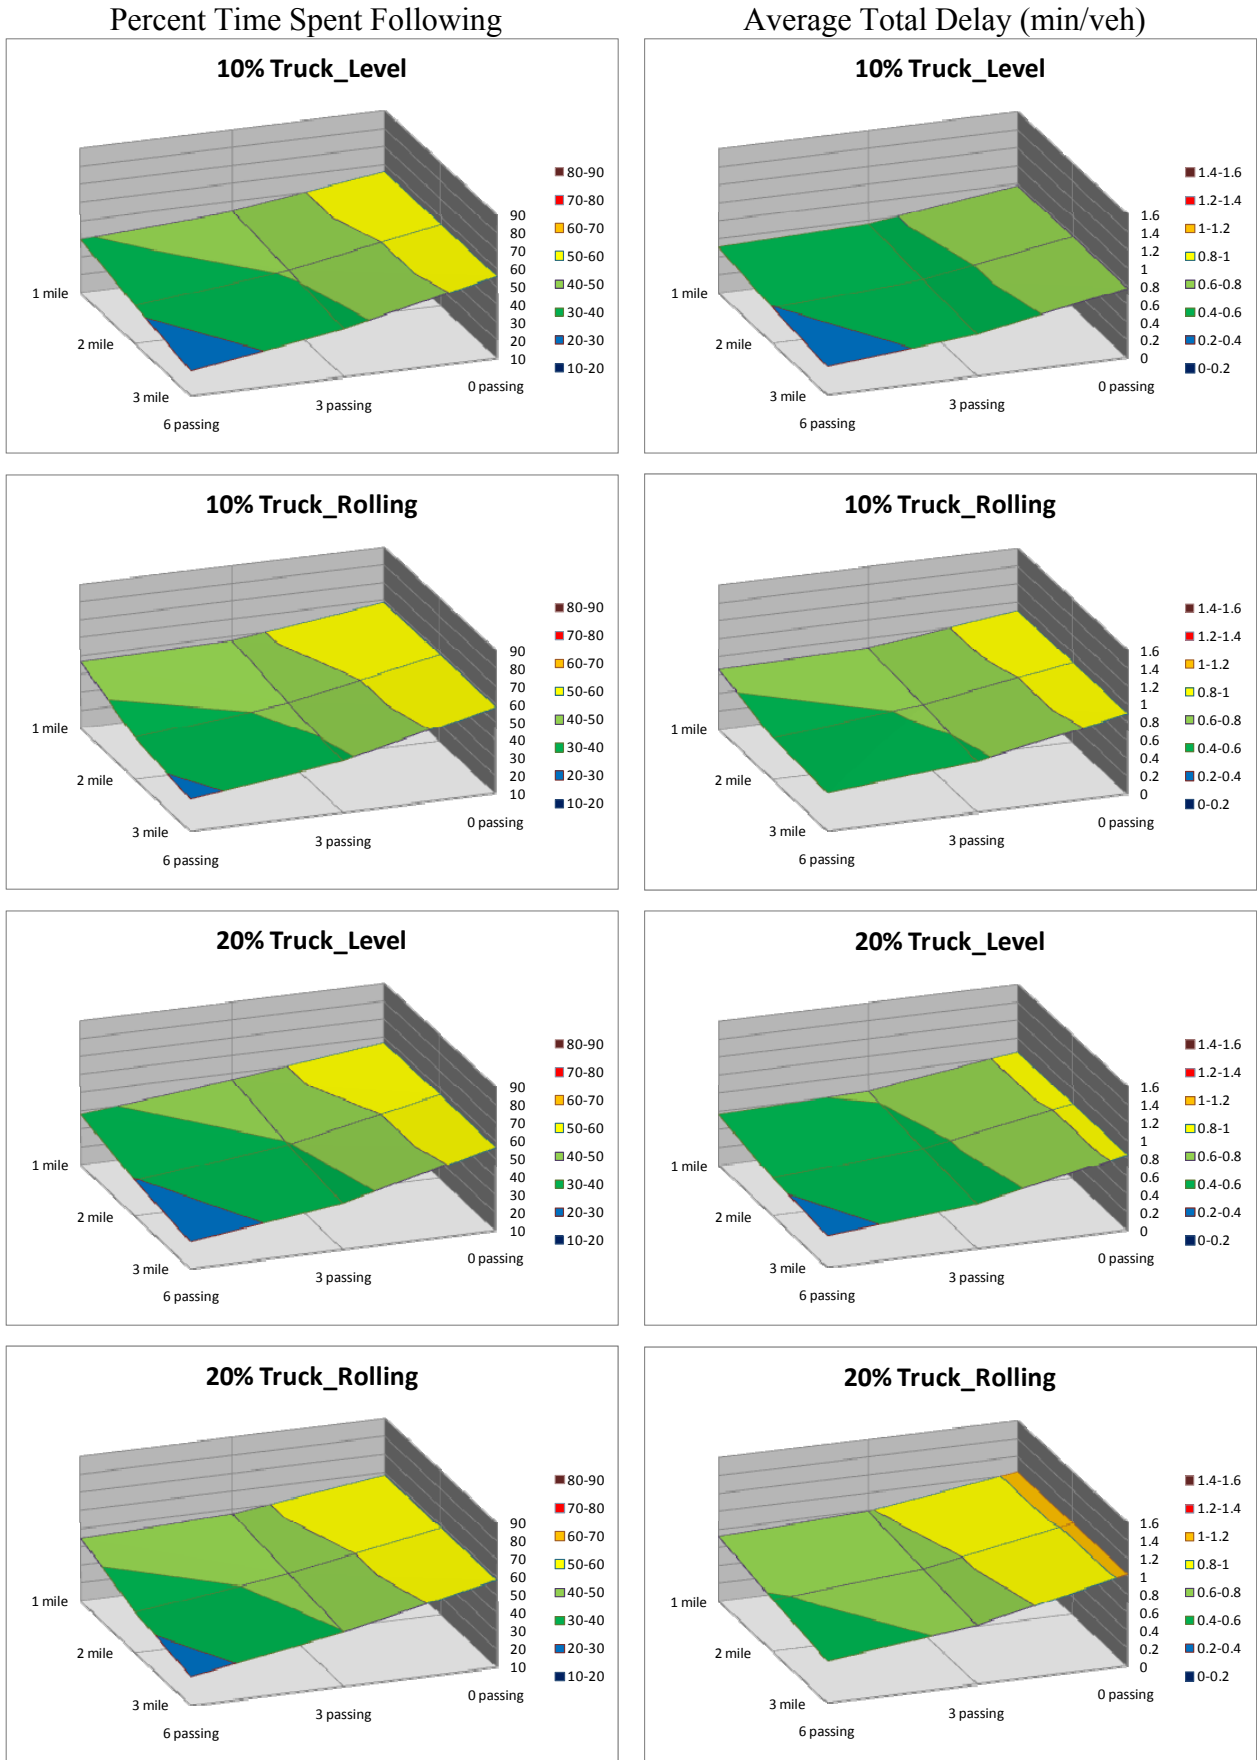 Percent Time Spent Following
Average Total Delay (min/veh)
10% Truck_Level
80-90
70-80
60-70
50-60
40-50
30-40
20-30
10-20
90
80
70
60
50
40
30
20
10
1 mile
2 mile
3 mile
6 passing
3 passing
0 passing
10% Truck_Level
1.4-1.6
1.2-1.4
1-1.2
0.8-1
0.6-0.8
0.4-0.6
0.2-0.4
0-0.2
1.6
1.4
1.2
1
0.8
0.6
0.4
0.2
0
1 mile
2 mile
3 mile
6 passing
3 passing
0 passing
10% Truck_Rolling
80-90
70-80
60-70
50-60
40-50
30-40
20-30
10-20
90
80
70
60
50
40
30
20
10
1 mile
2 mile
3 mile
6 passing
3 passing
0 passing
10% Truck_Rolling
1.4-1.6
1.2-1.4
1-1.2
0.8-1
0.6-0.8
0.4-0.6
0.2-0.4
0-0.2
1.6
1.4
1.2
1
0.8
0.6
0.4
0.2
0
1 mile
2 mile
3 mile
6 passing
3 passing
0 passing
20% Truck_Level
80-90
70-80
60-70
50-60
40-50
30-40
20-30
10-20
90
80
70
60
50
40
30
20
10
1 mile
2 mile
3 mile
6 passing
3 passing
0 passing
20% Truck_Level
1.4-1.6
1.2-1.4
1-1.2
0.8-1
0.6-0.8
0.4-0.6
0.2-0.4
0-0.2
1.6
1.4
1.2
1
0.8
0.6
0.4
0.2
0
1 mile
2 mile
3 mile
6 passing
3 passing
0 passing
20% Truck_Rolling
80-90
70-80
60-70
50-60
40-50
30-40
20-30
10-20
90
80
70
60
50
40
30
20
10
1 mile
2 mile
3 mile
6 passing
3 passing
0 passing
20% Truck_Rolling
1.4-1.6
1.2-1.4
1-1.2
0.8-1
0.6-0.8
0.4-0.6
0.2-0.4
0-0.2
1.6
1.4
1.2
1
0.8
0.6
0.4
0.2
0
1 mile
2 mile
3 mile
6 passing
3 passing
0 passing